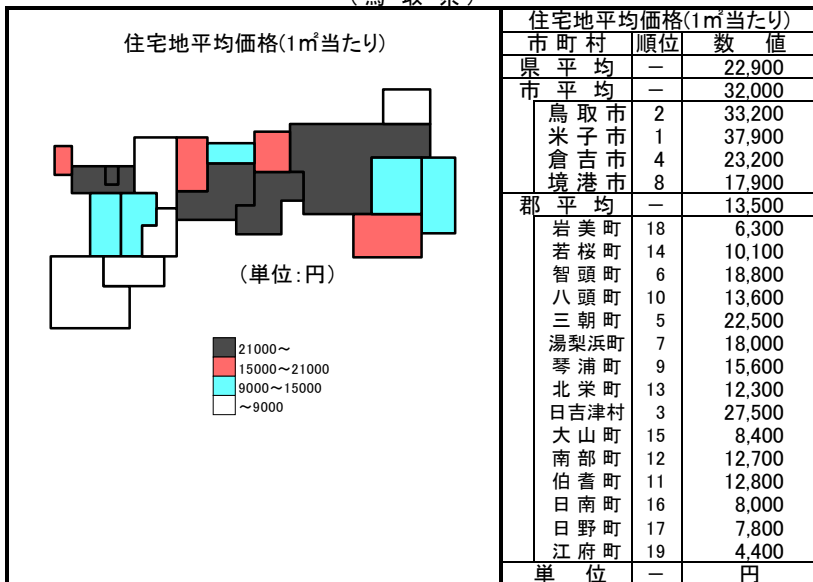 (鳥取県)
住宅地平均価格(1㎡当たり)
(単位:円)
21000～
15000～21000
9000～15000
～9000
住宅地平均価格(1㎡当たり)
市町村 順位 数値
県平均 － 22,900
市平均 － 32,000
鳥取市 2 33,200
米子市 1 37,900
倉吉市 4 23,200
境港市 8 17,900
郡平均 － 13,500
岩美町 18 6,300
若桜町 14 10,100
智頭町 6 18,800
八頭町 10 13,600
三朝町 5 22,500
湯梨浜町 7 18,000
琴浦町 9 15,600
北栄町 13 12,300
日吉津村 3 27,500
大山町 15 8,400
南部町 12 12,700
伯耆町 11 12,800
日南町 16 8,000
日野町 17 7,800
江府町 19 4,400
単位 － 円